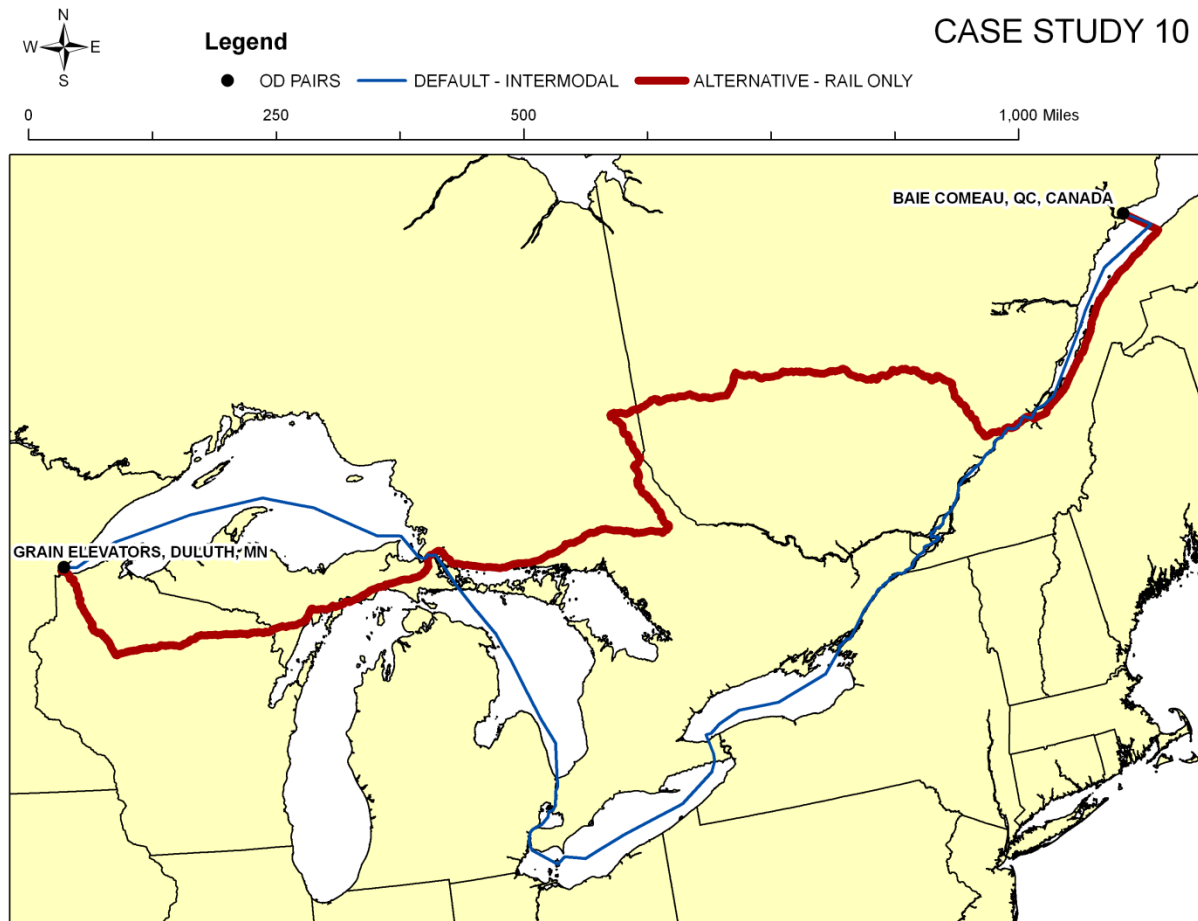 N
CASE STUDY 10
W E
Legend
S
OD PAIRS DEFAULT - INTERMODAL ALTERNATIVE - RAIL ONLY
0 250 500 1,000 Miles
BAIE COMEAU, QC, CANADA
GRAIN ELEVATORS, DULUTH, MN